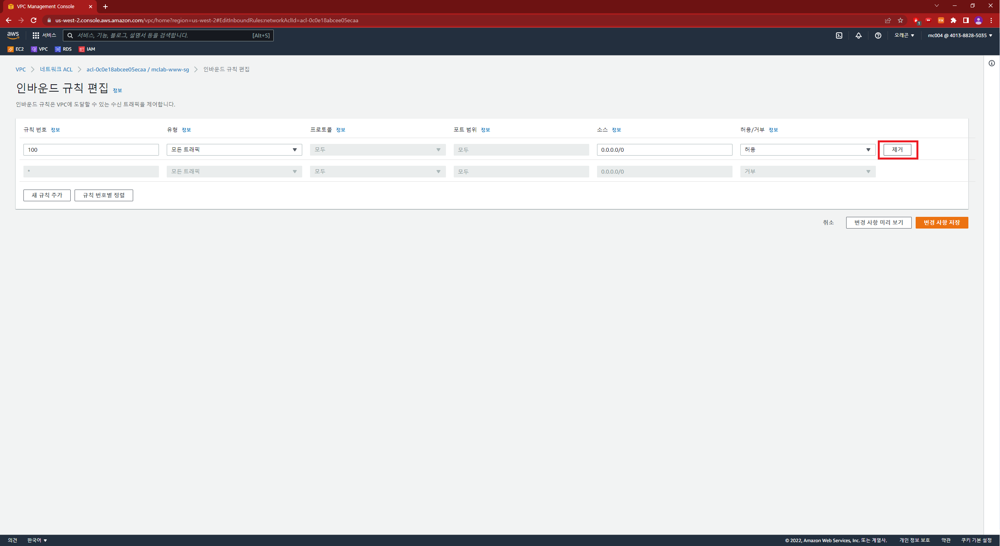 VPC Management Console
us-west-2.console.aws.amazon.com/vpc/home?region=us-west-2#EditInboundRules:networkAclId=acl-0c0e18abcee05ecaa
1
EX
aws 서비스 서비스, 기능, 블로그, 설명서 등을 검색합니다. [Alt+S] 오레곤 mc004 @ 4013-8828-5035
EC2 VPC RDS IAM
VPC 네트워크 ACL acl-0c0e18abcee05ecaa / mclab-www-sg 인바운드 규칙 편집
인바운드 규칙 편집 정보
인바운드 규칙은 VPC에 도달할 수 있는 수신 트래픽을 제어합니다.
규칙 번호 정보 유형 정보 프로토콜 정보 포트 범위 정보 소스 정보 허용/거부 정보
100 모든 트래픽 모두 모두 0.0.0.0/0 허용 제거
* 모든 트래픽 모두 모두 0.0.0.0/0 거부
새 규칙 추가 규칙 번호별 정렬
취소 변경 사항 미리 보기 변경 사항 저장
의견 한국어 © 2022, Amazon Web Services, Inc. 또는 계열사. 개인 정보 보호 약관 쿠키 기본 설정